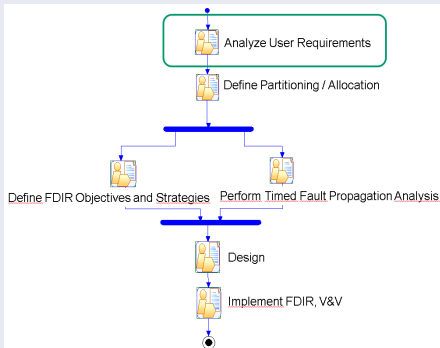 Analyze User Requirements
Define Partitioning / Allocation
Define FDIR Objectives and Strategies
Perform Timed Fault Propagation Analysis
Design
Implement FDIR, V&V